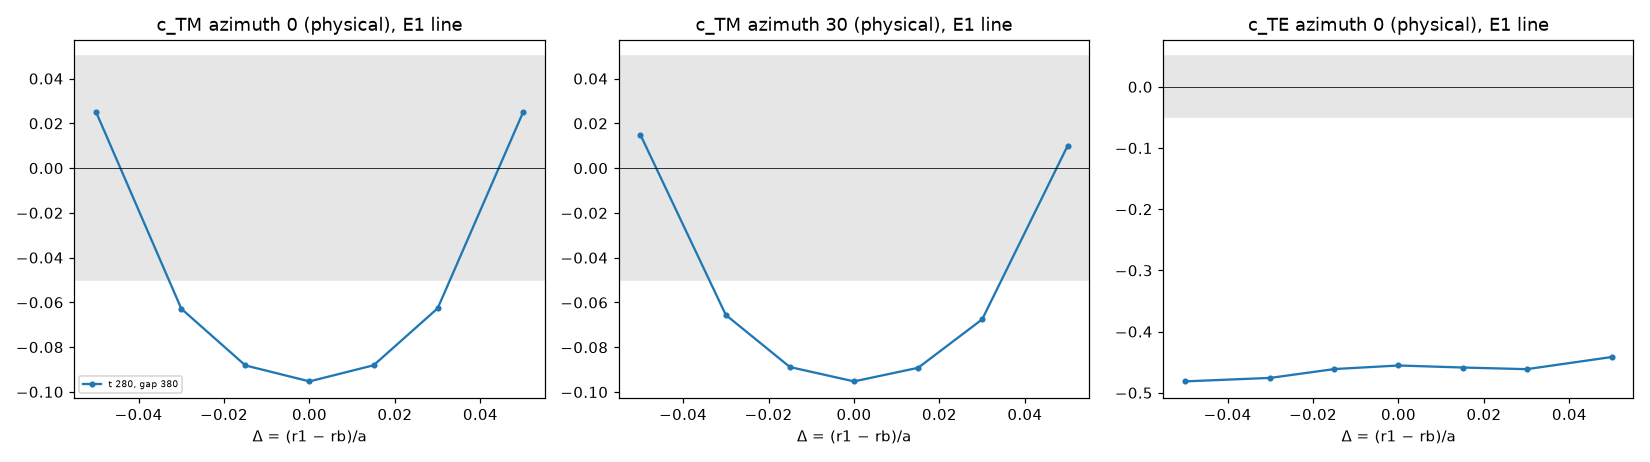 c_TM azimuth 0 (physical), E1 line
0.04
0.02
0.00
−0.02
−0.04
−0.06
−0.08
−0.10
t 280, gap 380
−0.04 −0.02 0.00 0.02 0.04
Δ = (r1 − rb)/a
c_TM azimuth 30 (physical), E1 line
0.04
0.02
0.00
−0.02
−0.04
−0.06
−0.08
−0.10
−0.04 −0.02 0.00 0.02 0.04
Δ = (r1 − rb)/a
c_TE azimuth 0 (physical), E1 line
0.0
−0.1
−0.2
−0.3
−0.4
−0.5
−0.04 −0.02 0.00 0.02 0.04
Δ = (r1 − rb)/a